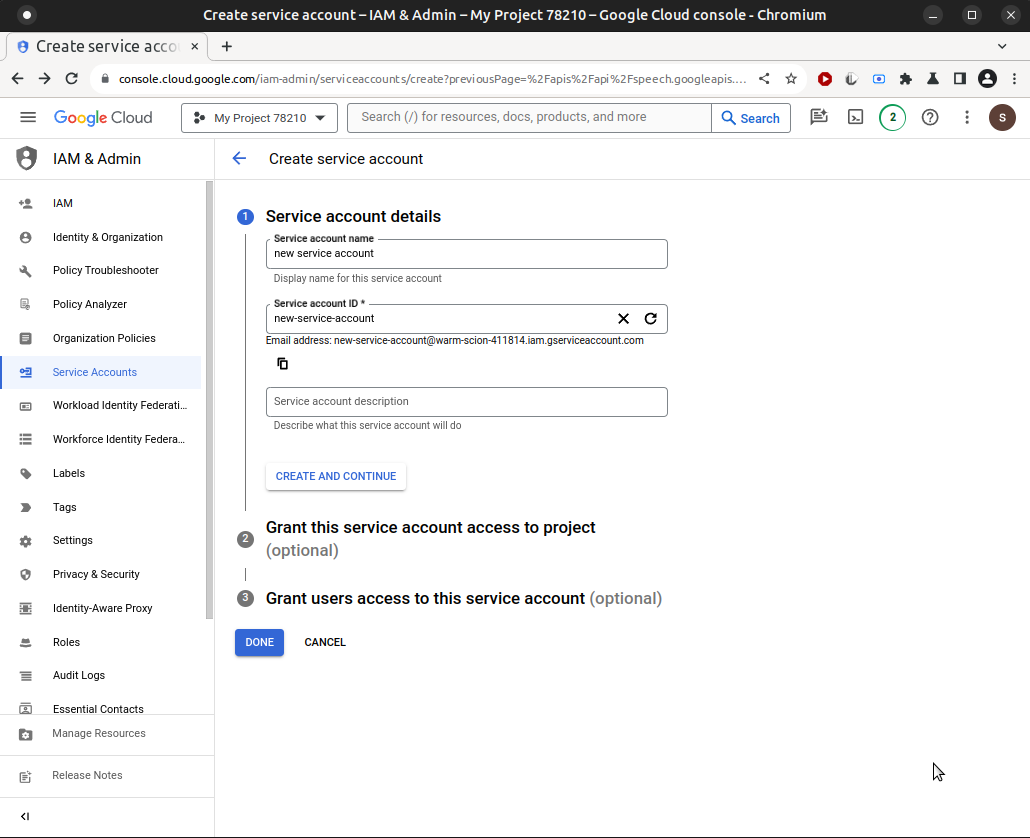 Create service account – IAM & Admin – My Project 78210 – Google Cloud console - Chromium
Create service acco
console.cloud.google.com/iam-admin/serviceaccounts/create?previousPage=%2Fapis%2Fapi%2Fspeech.googleapis....
Google Cloud
My Project 78210
Search (/) for resources, docs, products, and more
Search
2
S
IAM & Admin
Create service account
IAM
Identity & Organization
Policy Troubleshooter
Policy Analyzer
Organization Policies
Service Accounts
Workload Identity Federati...
Workforce Identity Federa...
Labels
Tags
Settings
Privacy & Security
Identity-Aware Proxy
Roles
Audit Logs
Essential Contacts
Manage Resources
Release Notes
1 Service account details
Service account name
new service account
Display name for this service account
Service account ID *
new-service-account
Email address: new-service-account@warm-scion-411814.iam.gserviceaccount.com
Service account description
Describe what this service account will do
CREATE AND CONTINUE
2 Grant this service account access to project
(optional)
3 Grant users access to this service account (optional)
DONE CANCEL